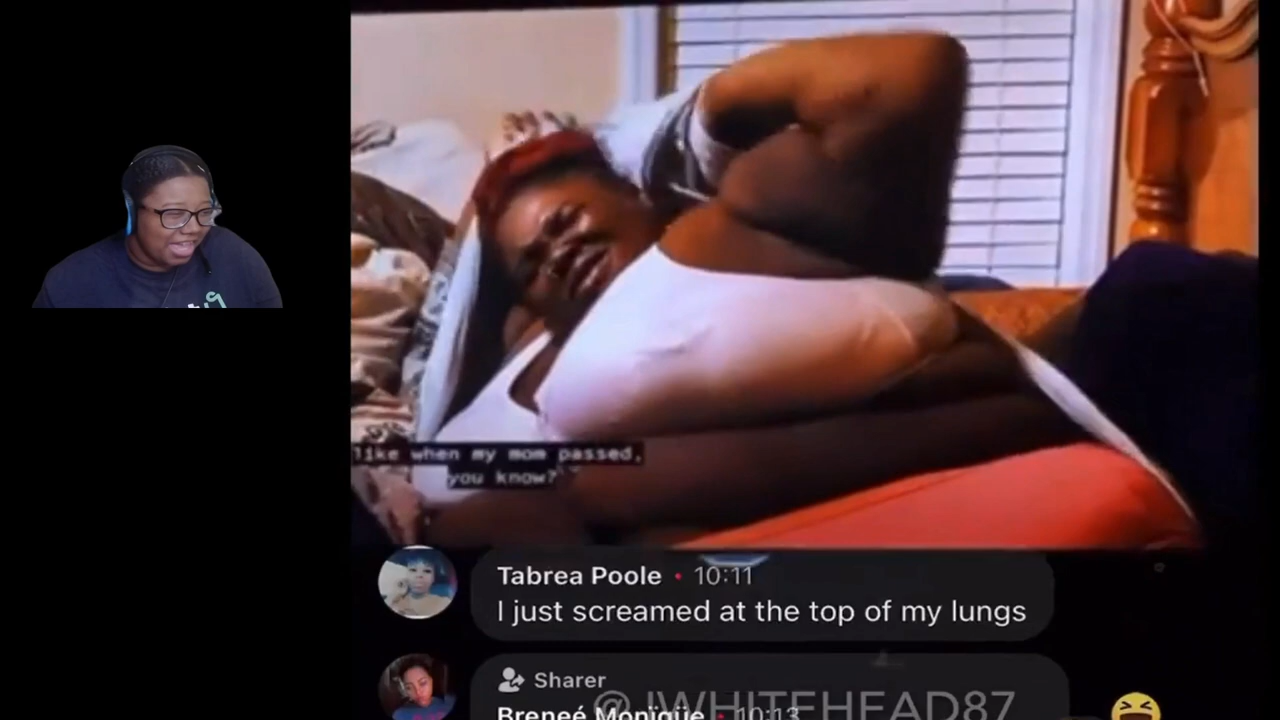 like when my mom passed,
you know?
Tabrea Poole • 10:11
I just screamed at the top of my lungs
Sharer
Breneé Moniqüe • 10:13
@JWHITEHEAD87